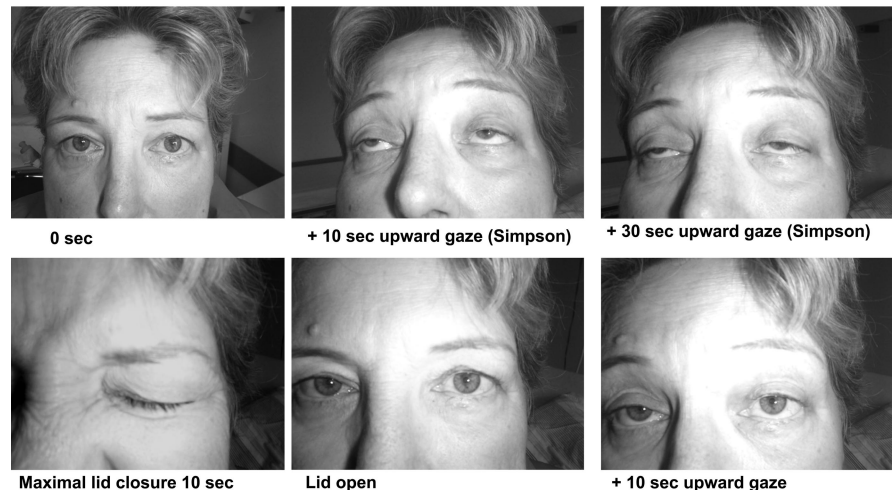 0 sec
+ 10 sec upward gaze (Simpson)
+ 30 sec upward gaze (Simpson)
Maximal lid closure 10 sec
Lid open
+ 10 sec upward gaze